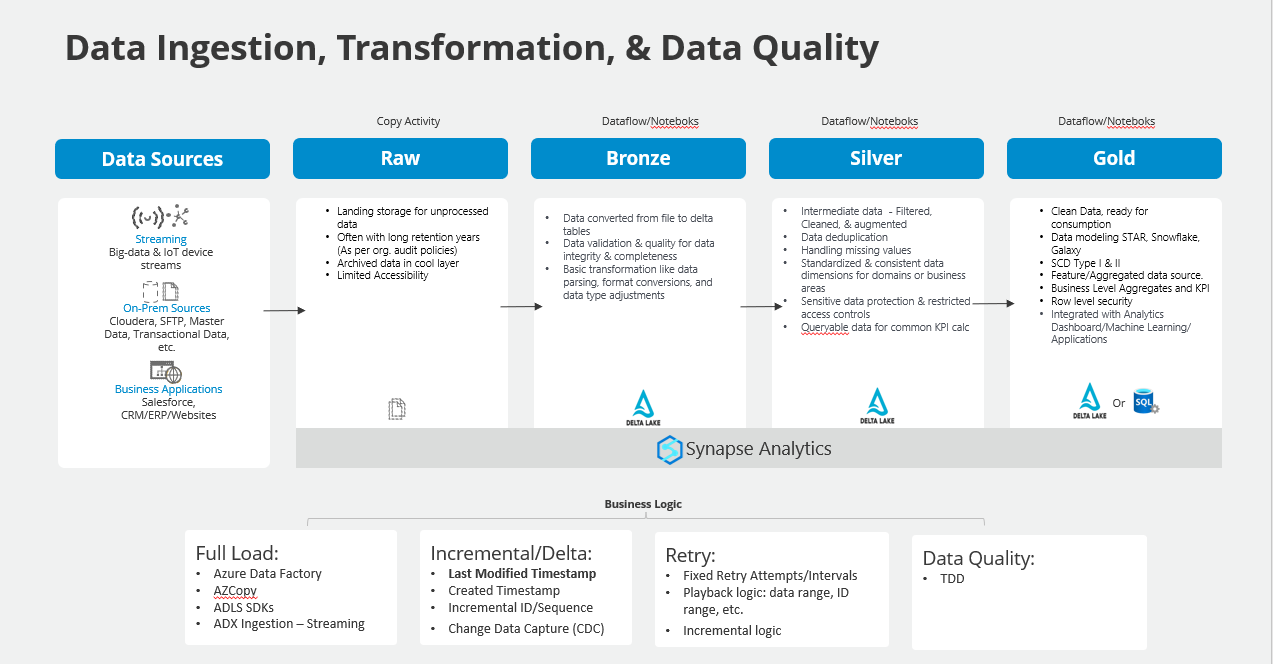 Data Ingestion, Transformation, & Data Quality
Copy Activity
Dataflow/Noteboks
Dataflow/Noteboks
Dataflow/Noteboks
Data Sources
Raw
Bronze
Silver
Gold
Streaming
Big-data & IoT device
streams
On-Prem Sources
Cloudera, SFTP, Master
Data, Transactional Data,
etc.
Business Applications
Salesforce,
CRM/ERP/Websites
• Landing storage for unprocessed
data
• Often with long retention years
(As per org. audit policies)
• Archived data in cool layer
• Limited Accessibility
• Data converted from file to delta
tables
• Data validation & quality for data
integrity & completeness
• Basic transformation like data
parsing, format conversions, and
data type adjustments
DELTA LAKE
• Intermediate data - Filtered,
Cleaned, & augmented
• Data deduplication
• Handling missing values
• Standardized & consistent data
dimensions for domains or business
areas
• Sensitive data protection & restricted
access controls
• Queryable data for common KPI calc
DELTA LAKE
• Clean Data, ready for
consumption
• Data modeling STAR, Snowflake,
Galaxy
• SCD Type I & II
• Feature/Aggregated data source.
• Business Level Aggregates and KPI
• Row level security
• Integrated with Analytics
Dashboard/Machine Learning/
Applications
DELTA LAKE
Or
SQL
Synapse Analytics
Business Logic
Full Load:
• Azure Data Factory
• AZCopy
• ADLS SDKs
• ADX Ingestion – Streaming
Incremental/Delta:
• Last Modified Timestamp
• Created Timestamp
• Incremental ID/Sequence
• Change Data Capture (CDC)
Retry:
• Fixed Retry Attempts/Intervals
• Playback logic: data range, ID
range, etc.
• Incremental logic
Data Quality:
• TDD